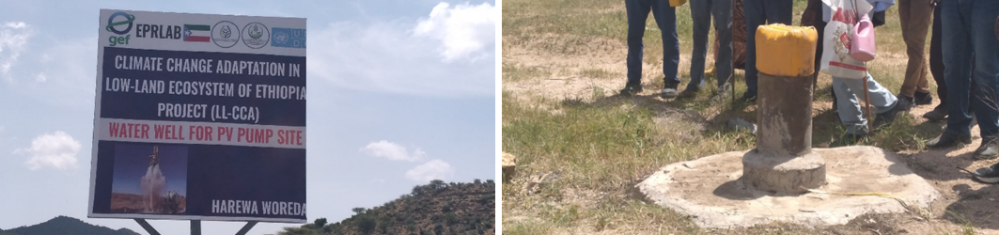 gef EPRLAB
CLIMATE CHANGE ADAPTATION IN
LOW-LAND ECOSYSTEM OF ETHIOPIA
PROJECT (LL-CCA)
WATER WELL FOR PV PUMP SITE
HAREWA WOREDA